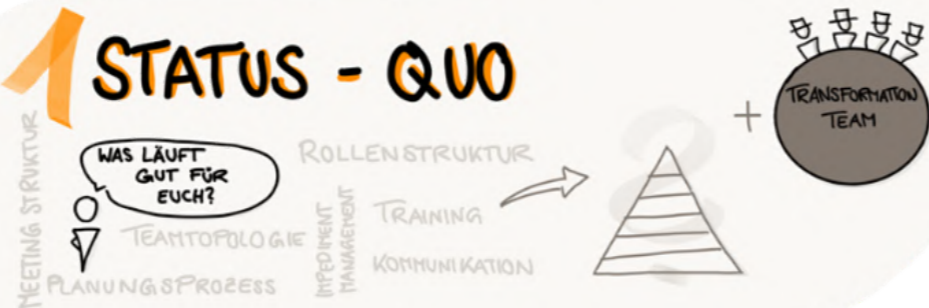 1 STATUS - QUO
MEETING STRUKTUR
WAS LÄUFT
GUT FÜR
EUCH?
ROLLENSTRUKTUR
TEAMTOPOLOGIE
PLANUNGSPROZESS
IMPEDIMENT
MANAGEMENT
TRAINING
KOMMUNIKATION
+
TRANSFORMATION
TEAM